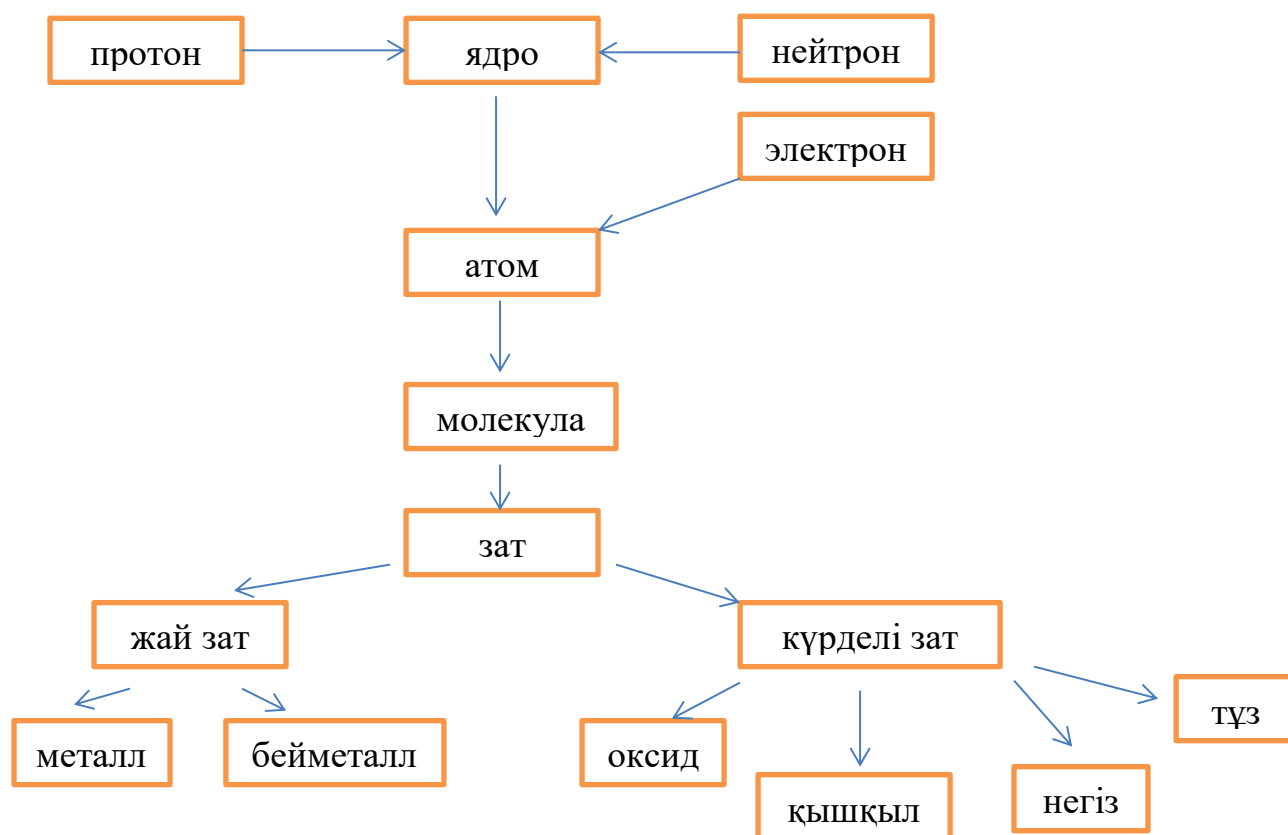 протон
ядро
нейтрон
электрон
атом
молекула
зат
жай зат
күрделі зат
металл
бейметалл
оксид
қышқыл
негіз
тұз